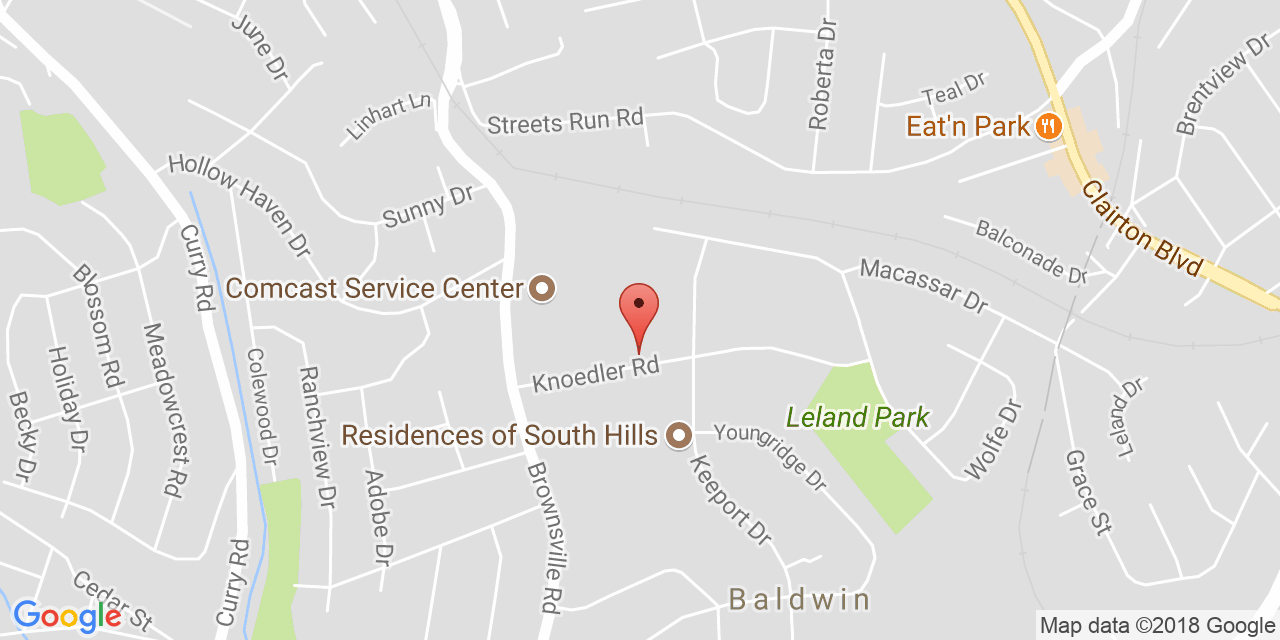 June Dr
Linhart Ln
Streets Run Rd
Roberta Dr
Teal Dr
Brentview Dr
Eat'n Park
Hollow Haven Dr
Sunny Dr
Clairton Blvd
Curry Rd
Balconade Dr
Comcast Service Center
Macassar Dr
Blossom Rd
Holiday Dr
Becky Dr
Meadowcrest Rd
Colewood Dr
Ranchview Dr
Adobe Dr
Knoedler Rd
Residences of South Hills
Leland Park
Youngridge Dr
Wolfe Dr
Leland Dr
Keeport Dr
Grace St
Brownsville Rd
Curry Rd
Cedar St
Baldwin
Google
Map data ©2018 Google